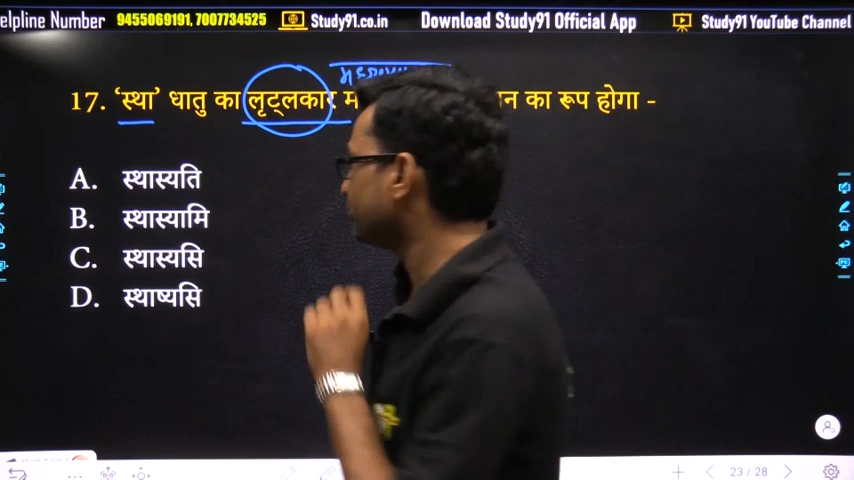 elpline Number 9455069191, 7007734525 Study91.co.in Download Study91 Official App Study91 YouTube Channel
17. ‘स्था’ धातु का लृट्लकार म न का रूप होगा -
A. स्थास्यति
B. स्थास्यामि
C. स्थास्यसि
D. स्थाष्यसि
23 / 28